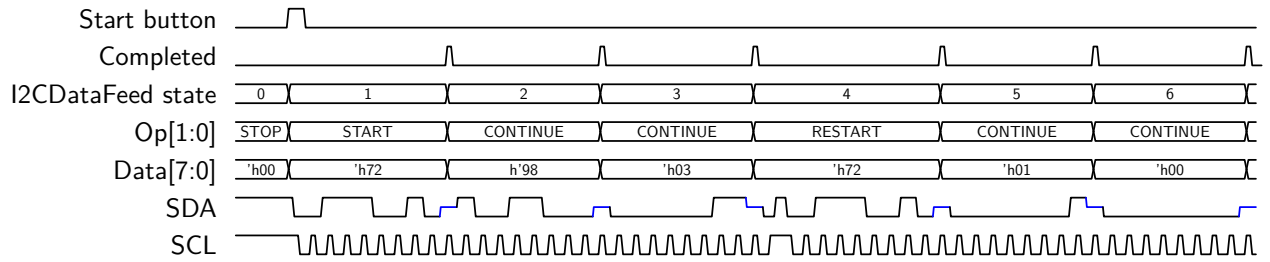 Start button
Completed
I2CDataFeed state 0 1 2 3 4 5 6
Op[1:0] STOP START CONTINUE CONTINUE RESTART CONTINUE CONTINUE
Data[7:0] 'h00 'h72 h'98 'h03 'h72 'h01 'h00
SDA
SCL